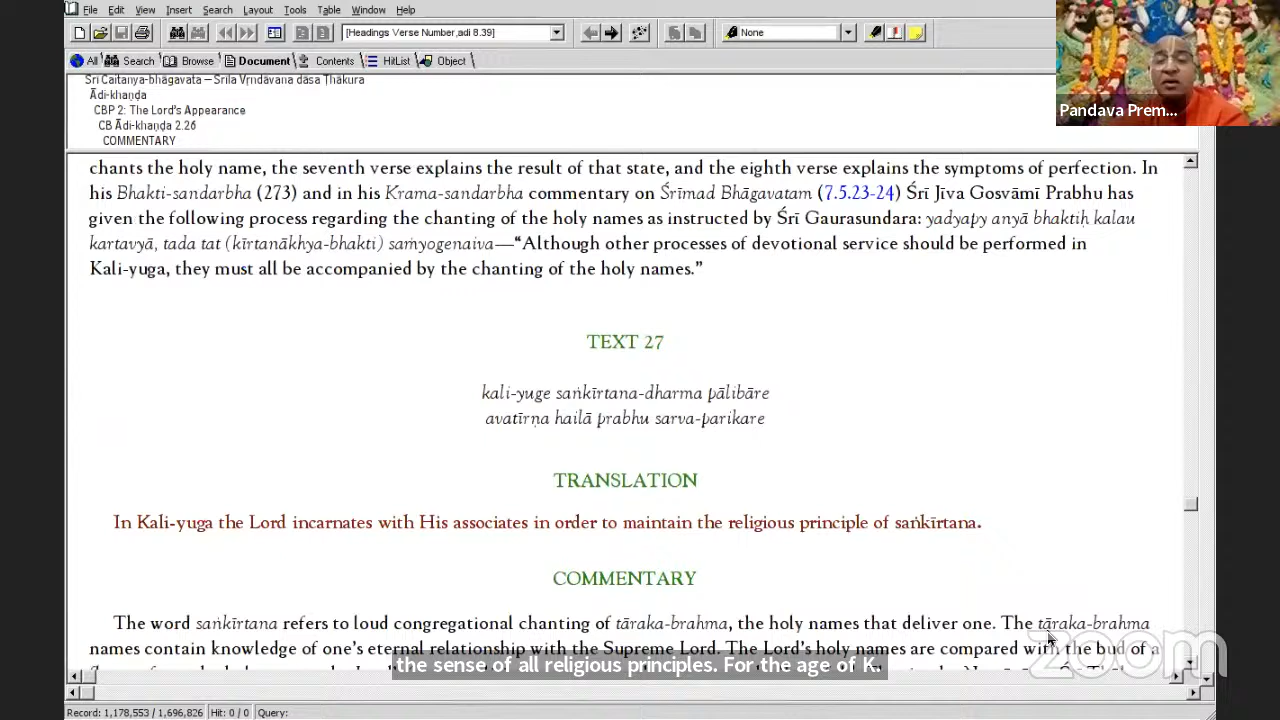 File Edit View Insert Search Layout Tools Table Window Help
[Headings Verse Number,adi 8.39]
None
All Search Browse Document Contents HitList Object
Śrī Caitanya-bhāgavata – Śrīla Vṛndāvana dāsa Ṭhākura
Ādi-khaṇḍa
CBP 2: The Lord's Appearance
CB Ādi-khaṇḍa 2.26
COMMENTARY
Pandava Prem...
chants the holy name, the seventh verse explains the result of that state, and the eighth verse explains the symptoms of perfection. In
his Bhakti-sandarbha (273) and in his Krama-sandarbha commentary on Śrīmad Bhāgavatam (7.5.23-24) Śrī Jīva Gosvāmī Prabhu has
given the following process regarding the chanting of the holy names as instructed by Śrī Gaurasundara: yadyapy anyā bhaktiḥ kalau
kartavyā, tada tat (kīrtanākhya-bhakti) saṁyogenaiva—“Although other processes of devotional service should be performed in
Kali-yuga, they must all be accompanied by the chanting of the holy names.”
TEXT 27
kali-yuge saṅkīrtana-dharma pālibāre
avatīrṇa hailā prabhu sarva-parikare
TRANSLATION
In Kali-yuga the Lord incarnates with His associates in order to maintain the religious principle of saṅkīrtana.
COMMENTARY
The word saṅkīrtana refers to loud congregational chanting of tāraka-brahma, the holy names that deliver one. The tāraka-brahma
names contain knowledge of one's eternal relationship with the Supreme Lord. The Lord's holy names are compared with the bud of a
the sense of all religious principles. For the age of K.
zoom
Record: 1,178,553 / 1,696,826 Hit: 0 / 0 Query: